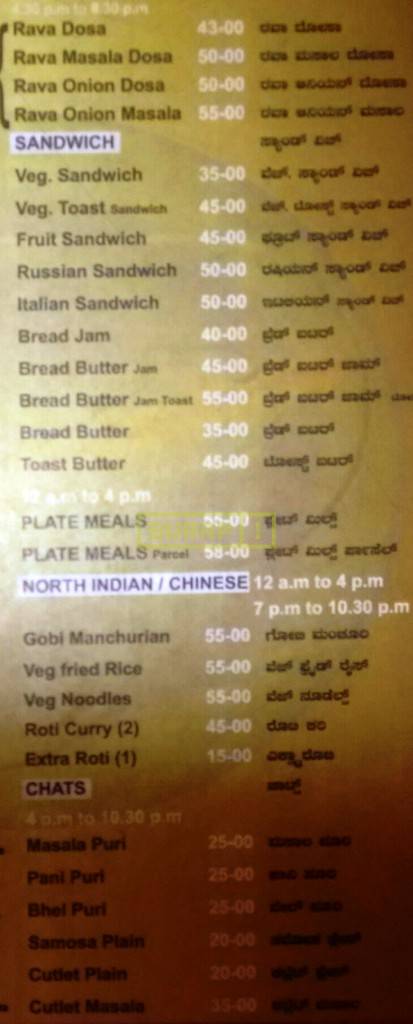 4.30 p.m to 8.30 p.m
Rava Dosa 43-00 ರವಾ ದೋಸಾ
Rava Masala Dosa 50-00 ರವಾ ಮಸಾಲ ದೋಸಾ
Rava Onion Dosa 50-00 ರವಾ ಆನಿಯನ್ ದೋಸಾ
Rava Onion Masala 55-00 ರವಾ ಆನಿಯನ್ ಮಸಾಲ
SANDWICH ಸ್ಯಾಂಡ್ ವಿಚ್
Veg. Sandwich 35-00 ವೆಜ್. ಸ್ಯಾಂಡ್ ವಿಚ್
Veg. Toast Sandwich 45-00 ವೆಜ್. ಟೋಸ್ಟ್ ಸ್ಯಾಂಡ್ ವಿಚ್
Fruit Sandwich 45-00 ಫ್ರುಟ್ ಸ್ಯಾಂಡ್ ವಿಚ್
Russian Sandwich 50-00 ರಷಿಯನ್ ಸ್ಯಾಂಡ್ ವಿಚ್
Italian Sandwich 50-00 ಇಟಲಿಯನ್ ಸ್ಯಾಂಡ್ ವಿಚ್
Bread Jam 40-00 ಬ್ರೆಡ್ ಬಟರ್
Bread Butter Jam 45-00 ಬ್ರೆಡ್ ಬಟರ್ ಜಾಮ್
Bread Butter Jam Toast 55-00 ಬ್ರೆಡ್ ಬಟರ್ ಜಾಮ್
Bread Butter 35-00 ಬ್ರೆಡ್ ಬಟರ್
Toast Butter 45-00 ಟೋಸ್ಟ್ ಬಟರ್
12 a.m to 4 p.m
PLATE MEALS 55-00 ಪ್ಲೇಟ್ ಮಿಲ್ಸ್
PLATE MEALS Parcel 58-00 ಪ್ಲೇಟ್ ಮಿಲ್ಸ್ ಪಾರ್ಸೆಲ್
NORTH INDIAN / CHINESE 12 a.m to 4 p.m
7 p.m to 10.30 p.m
Gobi Manchurian 55-00 ಗೋಬಿ ಮಂಚೂರಿ
Veg fried Rice 55-00 ವೆಜ್ ಫ್ರೈಡ್ ರೈಸ್
Veg Noodles 55-00 ವೆಜ್ ನೂಡೆಲ್ಸ್
Roti Curry (2) 45-00 ರೊಟಿ ಕರಿ
Extra Roti (1) 15-00 ಎಕ್ಸ್ಟ್ರಾ ರೊಟಿ
CHATS ಚಾಟ್ಸ್
4 p.m to 10.30 p.m
Masala Puri 25-00 ಮಸಾಲ ಪೂರಿ
Pani Puri 25-00 ಪಾನಿ ಪೂರಿ
Bhel Puri 25-00 ಬೇಲ್ ಪೂರಿ
Samosa Plain 20-00 ಸಮೋಸ ಪ್ಲೇನ್
Cutlet Plain 20-00 ಕಟ್ಲೆಟ್ ಪ್ಲೇನ್
Cutlet Masala 35-00 ಕಟ್ಲೆಟ್ ಮಸಾಲ